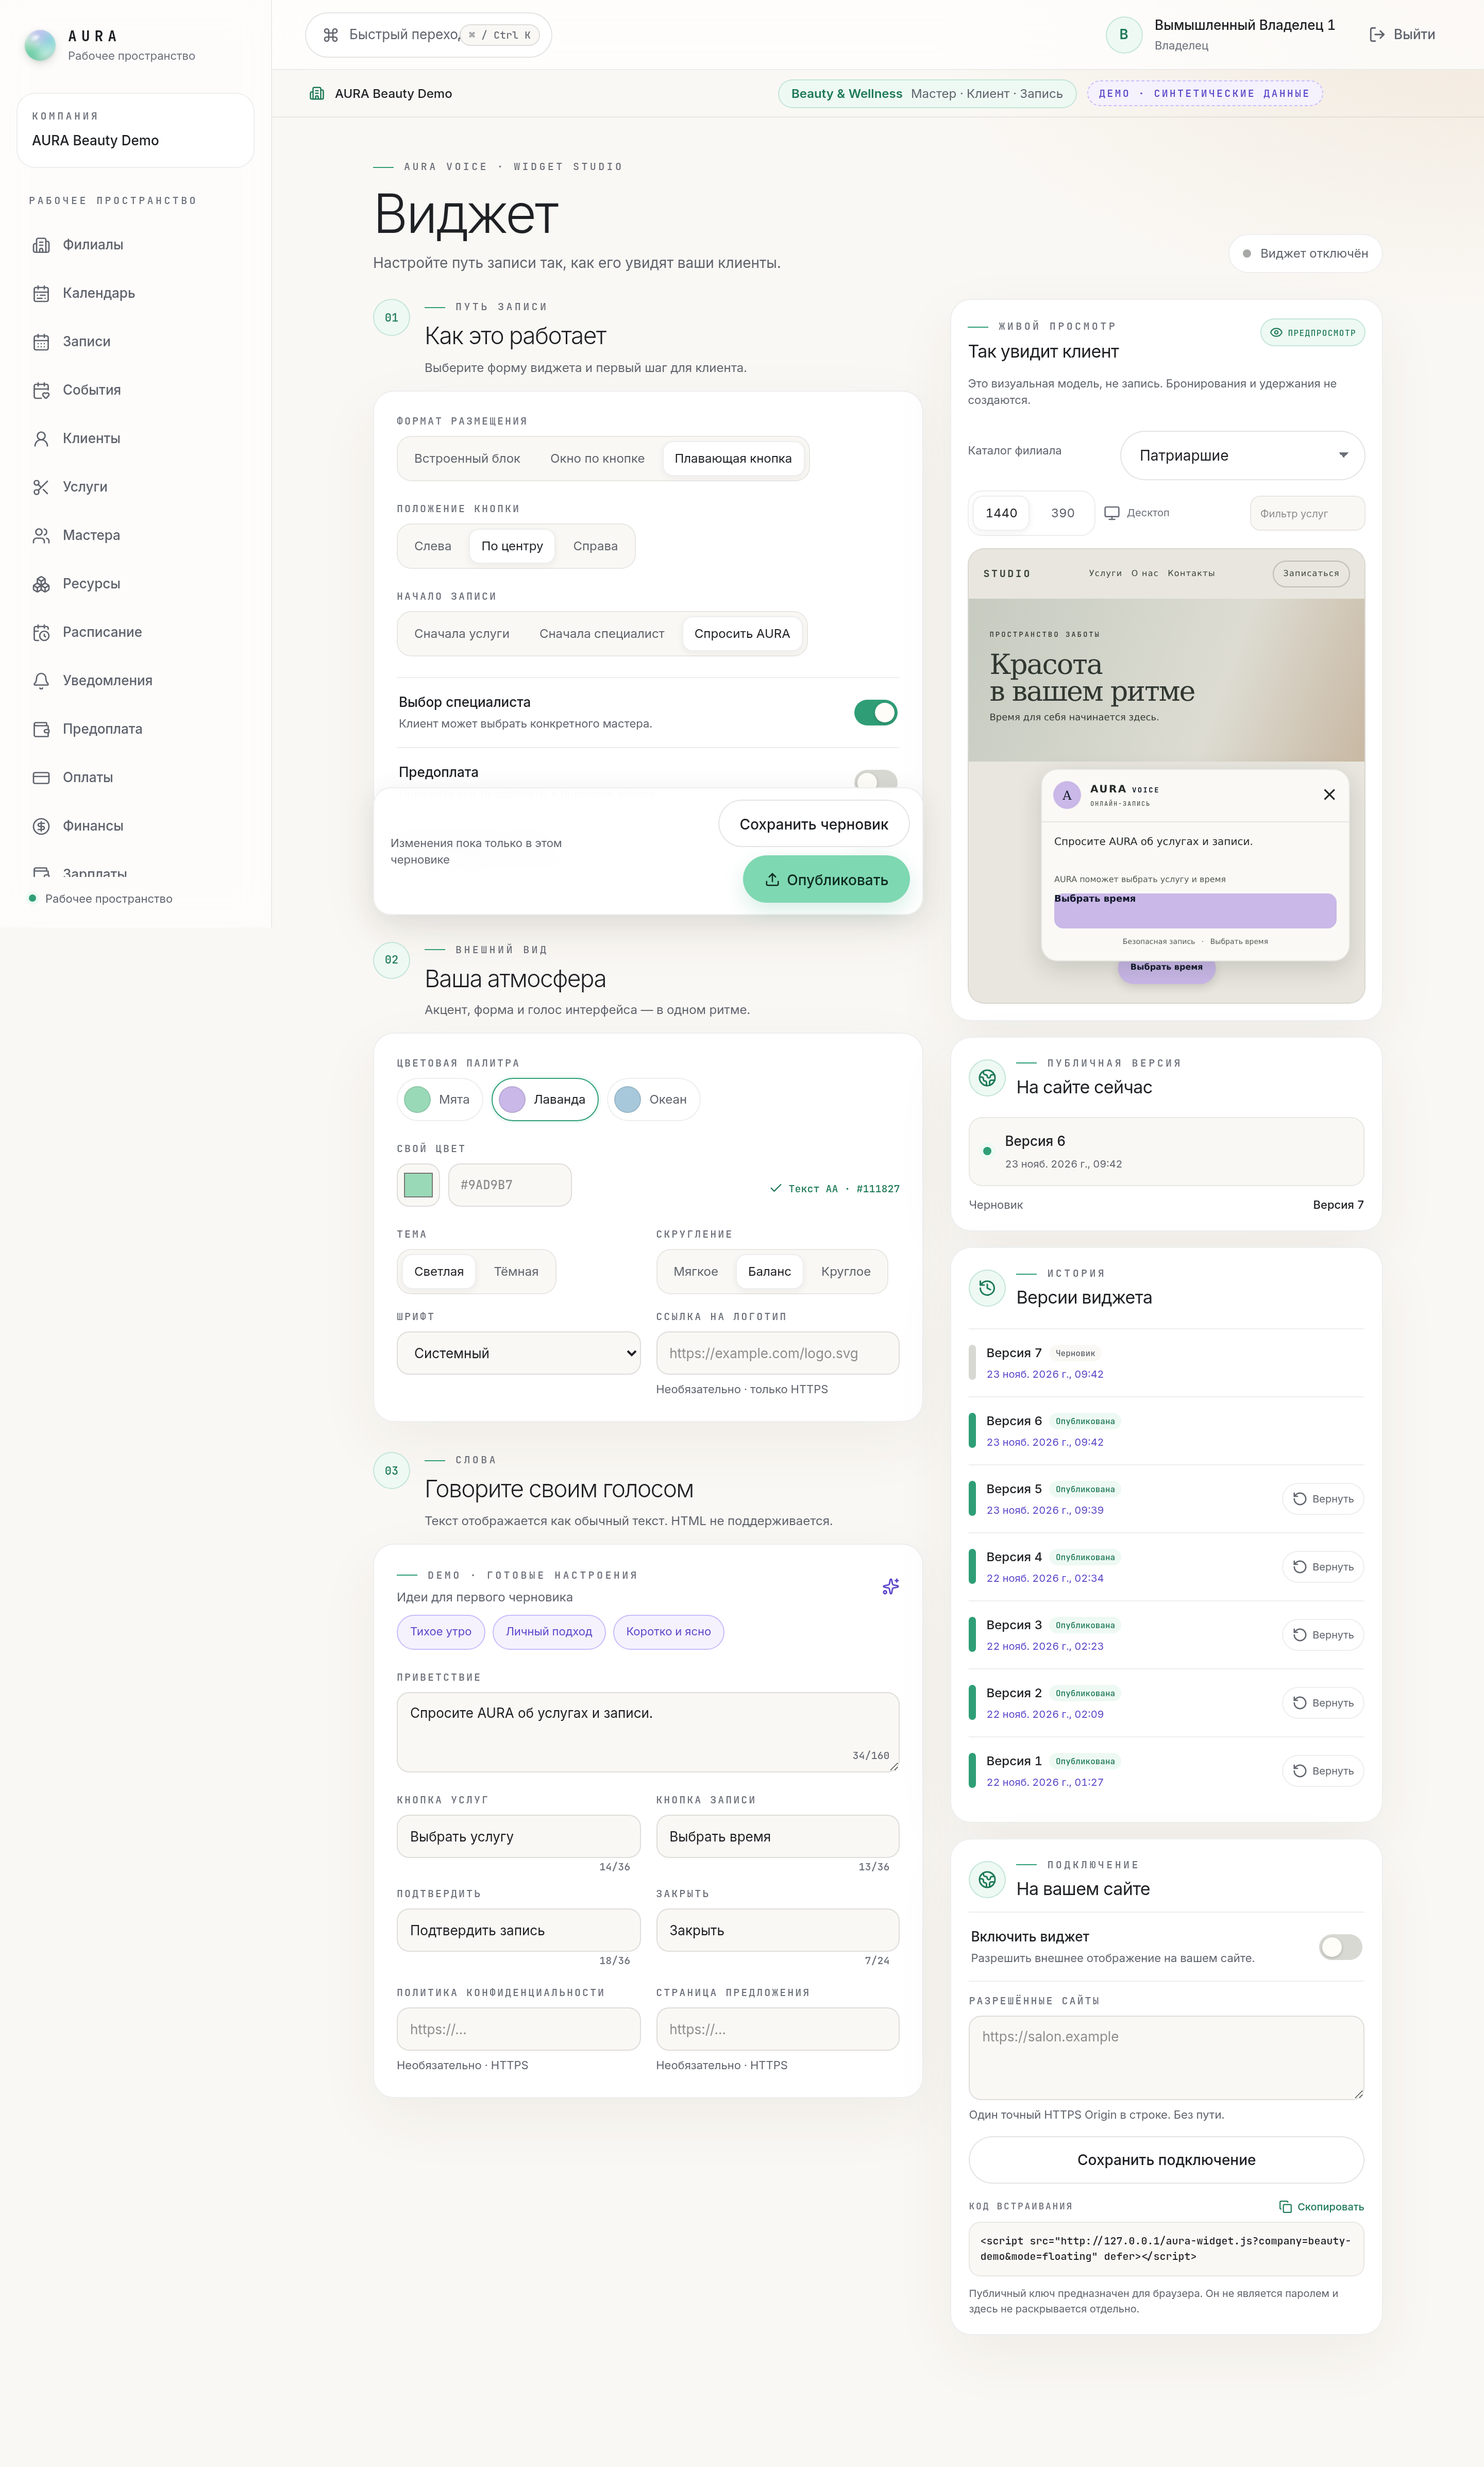 AURA
Рабочее пространство
КОМПАНИЯ
AURA Beauty Demo
РАБОЧЕЕ ПРОСТРАНСТВО
Филиалы
Календарь
Записи
События
Клиенты
Услуги
Мастера
Ресурсы
Расписание
Уведомления
Предоплата
Оплаты
Финансы
Зарплаты
Рабочее пространство
Быстрый переход
⌘ / Ctrl K
В
Вымышленный Владелец 1
Владелец
Выйти
AURA Beauty Demo
Beauty & Wellness Мастер · Клиент · Запись
ДЕМО · СИНТЕТИЧЕСКИЕ ДАННЫЕ
AURA VOICE · WIDGET STUDIO
Виджет
Настройте путь записи так, как его увидят ваши клиенты.
Виджет отключён
01
ПУТЬ ЗАПИСИ
Как это работает
Выберите форму виджета и первый шаг для клиента.
ФОРМАТ РАЗМЕЩЕНИЯ
Встроенный блок Окно по кнопке Плавающая кнопка
ПОЛОЖЕНИЕ КНОПКИ
Слева По центру Справа
НАЧАЛО ЗАПИСИ
Сначала услуги Сначала специалист Спросить AURA
Выбор специалиста
Клиент может выбрать конкретного мастера.
Предоплата
Изменения пока только в этом
черновике
Сохранить черновик
Опубликовать
02
ВНЕШНИЙ ВИД
Ваша атмосфера
Акцент, форма и голос интерфейса — в одном ритме.
ЦВЕТОВАЯ ПАЛИТРА
Мята Лаванда Океан
СВОЙ ЦВЕТ
#9AD9B7
Текст AA · #111827
ТЕМА
Светлая Тёмная
СКРУГЛЕНИЕ
Мягкое Баланс Круглое
ШРИФТ
Системный
ССЫЛКА НА ЛОГОТИП
https://example.com/logo.svg
Необязательно · только HTTPS
03
СЛОВА
Говорите своим голосом
Текст отображается как обычный текст. HTML не поддерживается.
DEMO · ГОТОВЫЕ НАСТРОЕНИЯ
Идеи для первого черновика
Тихое утро Личный подход Коротко и ясно
ПРИВЕТСТВИЕ
Спросите AURA об услугах и записи.
34/160
КНОПКА УСЛУГ
Выбрать услугу
14/36
КНОПКА ЗАПИСИ
Выбрать время
13/36
ПОДТВЕРДИТЬ
Подтвердить запись
18/36
ЗАКРЫТЬ
Закрыть
7/24
ПОЛИТИКА КОНФИДЕНЦИАЛЬНОСТИ
https://...
Необязательно · HTTPS
СТРАНИЦА ПРЕДЛОЖЕНИЯ
https://...
Необязательно · HTTPS
ЖИВОЙ ПРОСМОТР
Так увидит клиент
ПРЕДПРОСМОТР
Это визуальная модель, не запись. Бронирования и удержания не
создаются.
Каталог филиала
Патриаршие
1440 390
Десктоп
Фильтр услуг
STUDIO
Услуги О нас Контакты
Записаться
ПРОСТРАНСТВО ЗАБОТЫ
Красота
в вашем ритме
Время для себя начинается здесь.
A
AURA VOICE
ОНЛАЙН-ЗАПИСЬ
Спросите AURA об услугах и записи.
AURA поможет выбрать услугу и время
Выбрать время
Безопасная запись · Выбрать время
Выбрать время
ПУБЛИЧНАЯ ВЕРСИЯ
На сайте сейчас
Версия 6
23 нояб. 2026 г., 09:42
Черновик
Версия 7
ИСТОРИЯ
Версии виджета
Версия 7 Черновик
23 нояб. 2026 г., 09:42
Версия 6 Опубликована
23 нояб. 2026 г., 09:42
Версия 5 Опубликована
23 нояб. 2026 г., 09:39
Вернуть
Версия 4 Опубликована
22 нояб. 2026 г., 02:34
Вернуть
Версия 3 Опубликована
22 нояб. 2026 г., 02:23
Вернуть
Версия 2 Опубликована
22 нояб. 2026 г., 02:09
Вернуть
Версия 1 Опубликована
22 нояб. 2026 г., 01:27
Вернуть
ПОДКЛЮЧЕНИЕ
На вашем сайте
Включить виджет
Разрешить внешнее отображение на вашем сайте.
РАЗРЕШЁННЫЕ САЙТЫ
https://salon.example
Один точный HTTPS Origin в строке. Без пути.
Сохранить подключение
КОД ВСТРАИВАНИЯ
Скопировать
&lt;script src="http://127.0.0.1/aura-widget.js?company=beauty-
demo&amp;mode=floating" defer&gt;&lt;/script&gt;
Публичный ключ предназначен для браузера. Он не является паролем и
здесь не раскрывается отдельно.